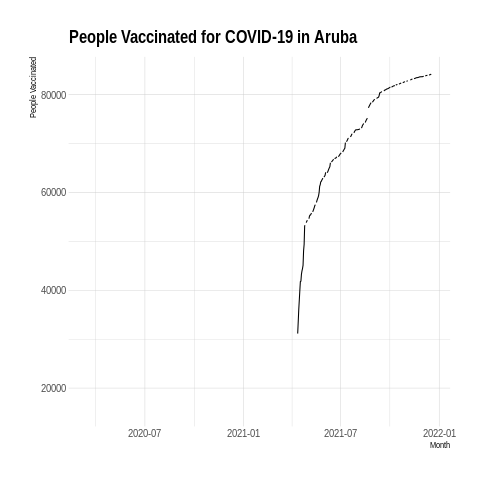 People Vaccinated for COVID-19 in Aruba
People Vaccinated
80000
60000
40000
20000
2020-07
2021-01
2021-07
2022-01
Month